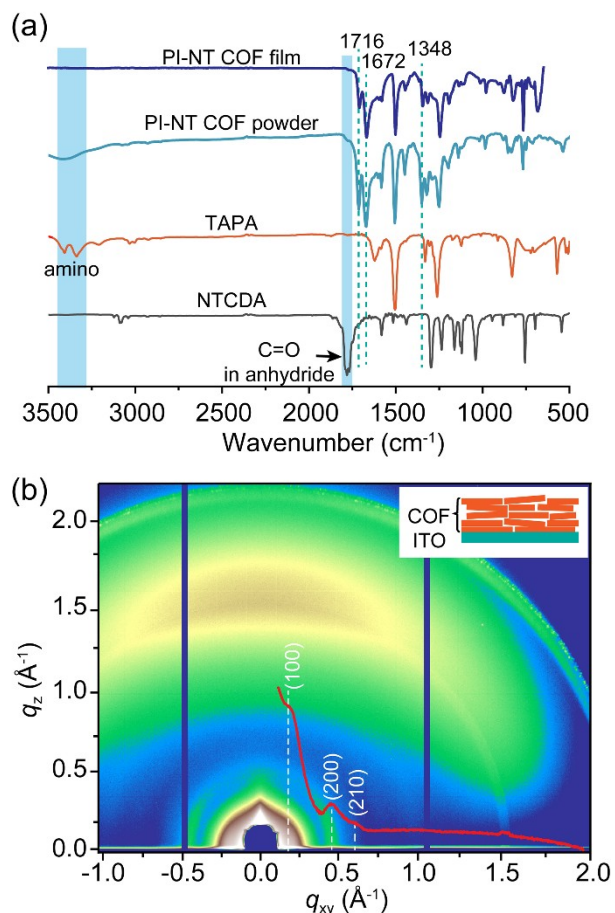 (a)
1716
1672
1348
PI-NT COF film
PI-NT COF powder
TAPA
amino
NTCDA
C=O
in anhydride
3500 3000 2500 2000 1500 1000 500
Wavenumber (cm⁻¹)
(b)
2.0
1.5
1.0
0.5
0.0
qz (Å⁻¹)
COF
ITO
(100)
(200)
(210)
-1.0 -0.5 0.0 0.5 1.0 1.5 2.0
qxy (Å⁻¹)